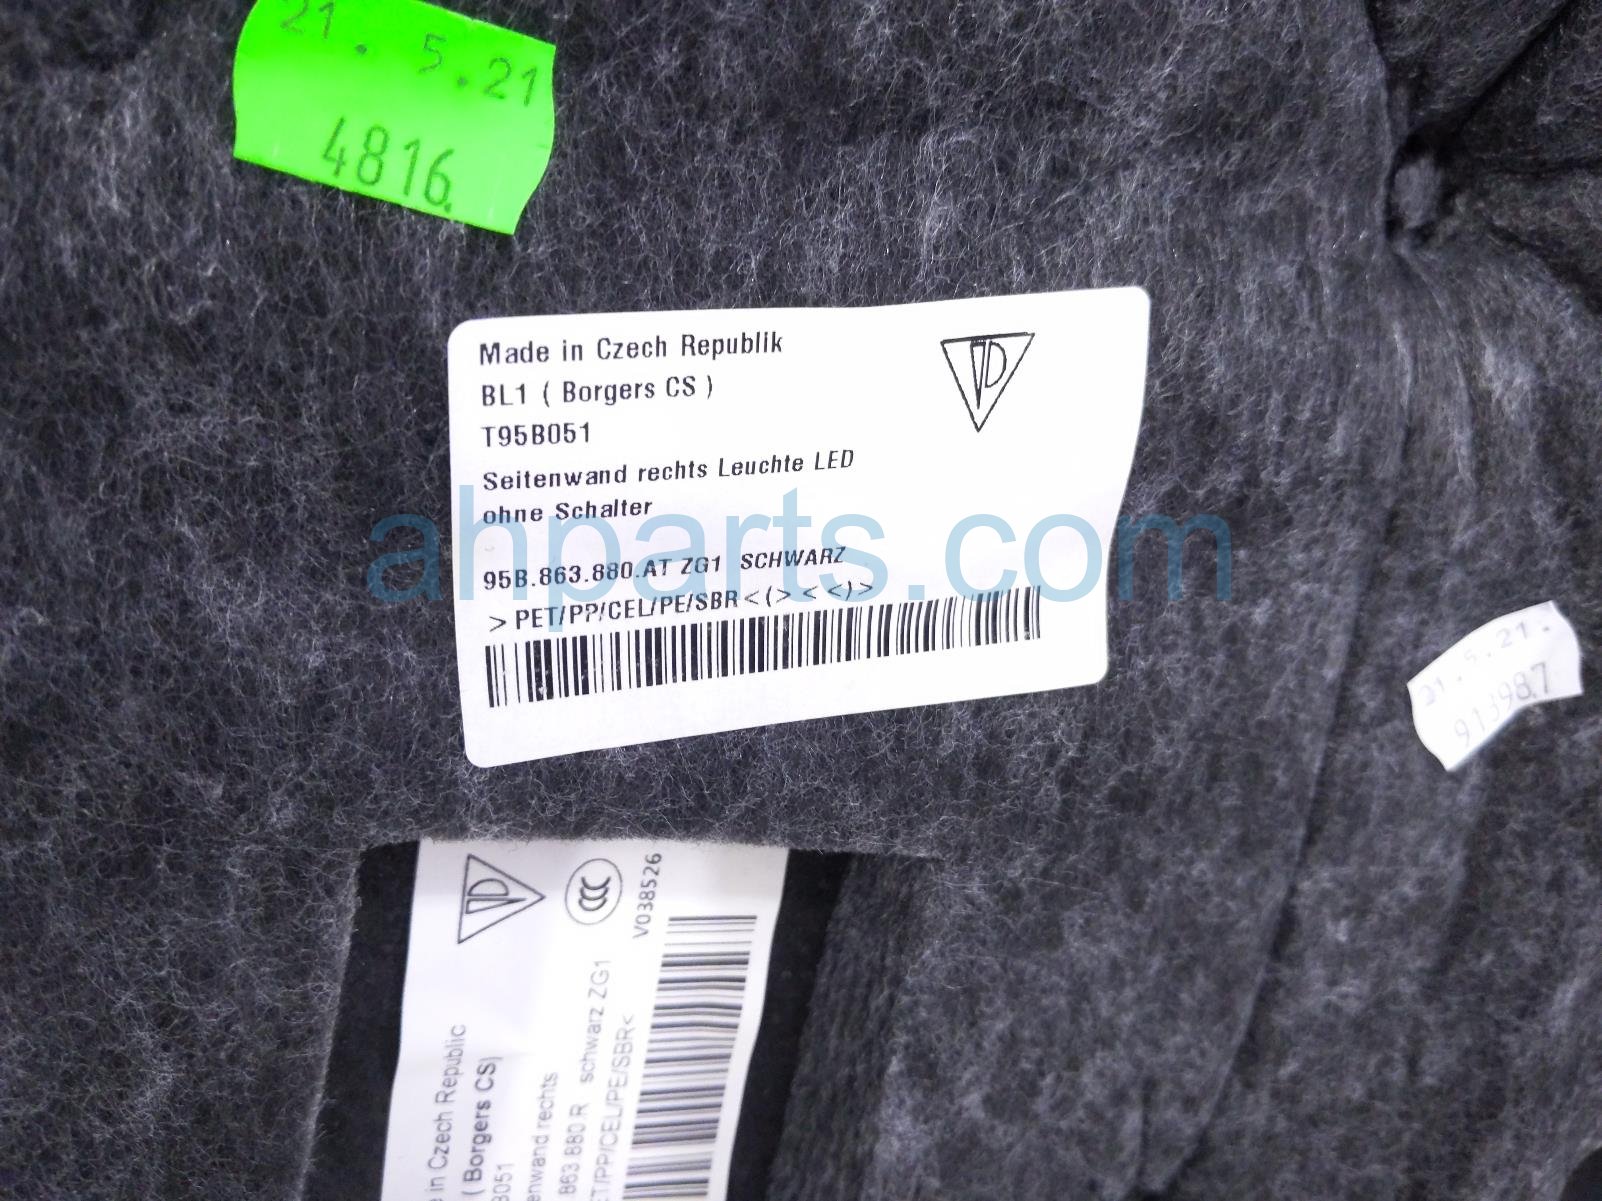 21. 5.21
4816.
Made in Czech Republik
BL1 ( Borgers CS )
T95B051
Seitenwand rechts Leuchte LED
ohne Schalter
95B.863.880.AT ZG1 SCHWARZ
> PET/PP/CEL/PE/SBR<(><<)>
ahparts.com
21. 5.21.
913987
V038526
in Czech Republic
( Borgers CS)
B051
enwand rechts
863 880 R schwarz ZG1
ET/PP/CEL/PE/SBR<